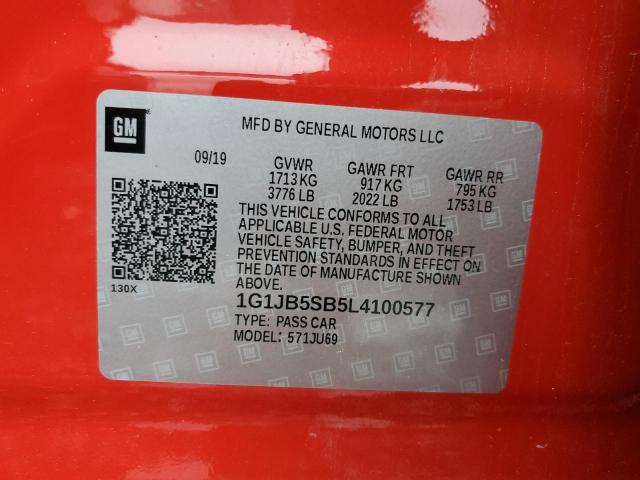 GM
MFD BY GENERAL MOTORS LLC
09/19 GVWR GAWR FRT GAWR RR
1713 KG 917 KG 795 KG
3776 LB 2022 LB 1753 LB
THIS VEHICLE CONFORMS TO ALL
APPLICABLE U.S. FEDERAL MOTOR
VEHICLE SAFETY, BUMPER, AND THEFT
PREVENTION STANDARDS IN EFFECT ON
THE DATE OF MANUFACTURE SHOWN
ABOVE.
130X
1G1JB5SB5L4100577
TYPE: PASS CAR
MODEL: 571JU69